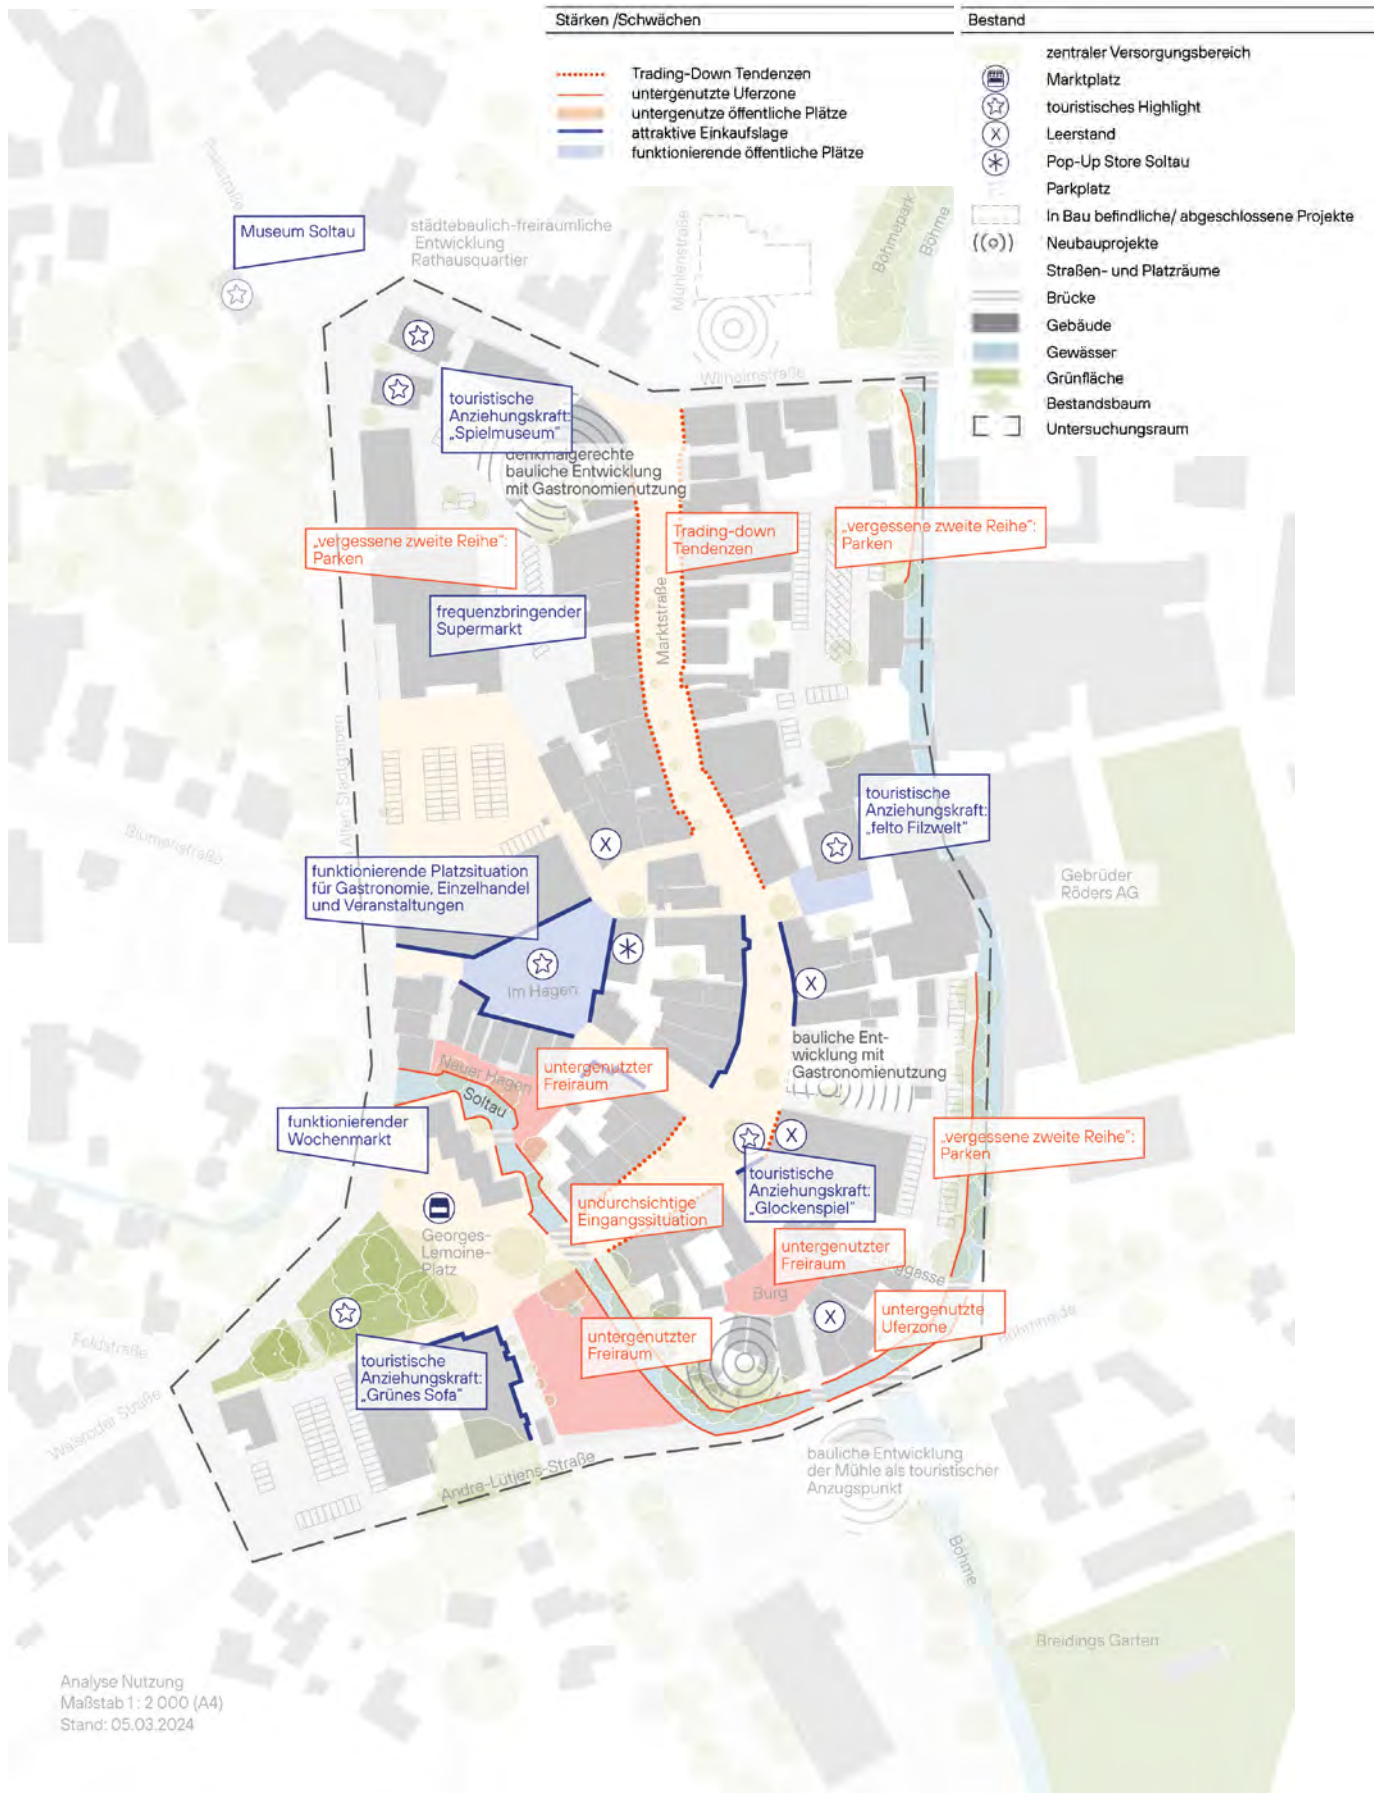 Stärken /Schwächen
Trading-Down Tendenzen
untergenutzte Uferzone
untergenutze öffentliche Plätze
attraktive Einkaufslage
funktionierende öffentliche Plätze
Bestand
zentraler Versorgungsbereich
Marktplatz
touristisches Highlight
X
Leerstand
Pop-Up Store Soltau
Parkplatz
In Bau befindliche/ abgeschlossene Projekte
Neubauprojekte
Straßen- und Platzräume
Brücke
Gebäude
Gewässer
Grünfläche
Bestandsbaum
Untersuchungsraum
Museum Soltau
städtebaulich-freiräumliche
Entwicklung
Rathausquartier
Mühlenstraße
Böhmepark
Böhme
Wilhelmstraße
touristische
Anziehungskraft:
„Spielmuseum"
denkmalgerechte
bauliche Entwicklung
mit Gastronomienutzung
„vergessene zweite Reihe":
Parken
Trading-down
Tendenzen
„vergessene zweite Reihe":
Parken
frequenzbringender
Supermarkt
Marktstraße
Alten Stadtgraben
Blumenstraße
touristische
Anziehungskraft:
„felto Filzwelt"
X
funktionierende Platzsituation
für Gastronomie, Einzelhandel
und Veranstaltungen
Gebrüder
Röders AG
Im Hagen
X
bauliche Ent-
wicklung mit
Gastronomienutzung
Neuer Hagen
Soltau
untergenutzter
Freiraum
funktionierender
Wochenmarkt
X
„vergessene zweite Reihe":
Parken
touristische
Anziehungskraft:
„Glockenspiel"
undurchsichtige
Eingangssituation
Georges-
Lemoine-
Platz
untergenutzter
Freiraum
Burg
X
untergenutzte
Uferzone
Feldstraße
Walsroder Straße
touristische
Anziehungskraft:
„Grünes Sofa"
untergenutzter
Freiraum
bauliche Entwicklung
der Mühle als touristischer
Anzugspunkt
Böhme
Breidings Garten
Analyse Nutzung
Maßstab 1 : 2 000 (A4)
Stand: 05.03.2024